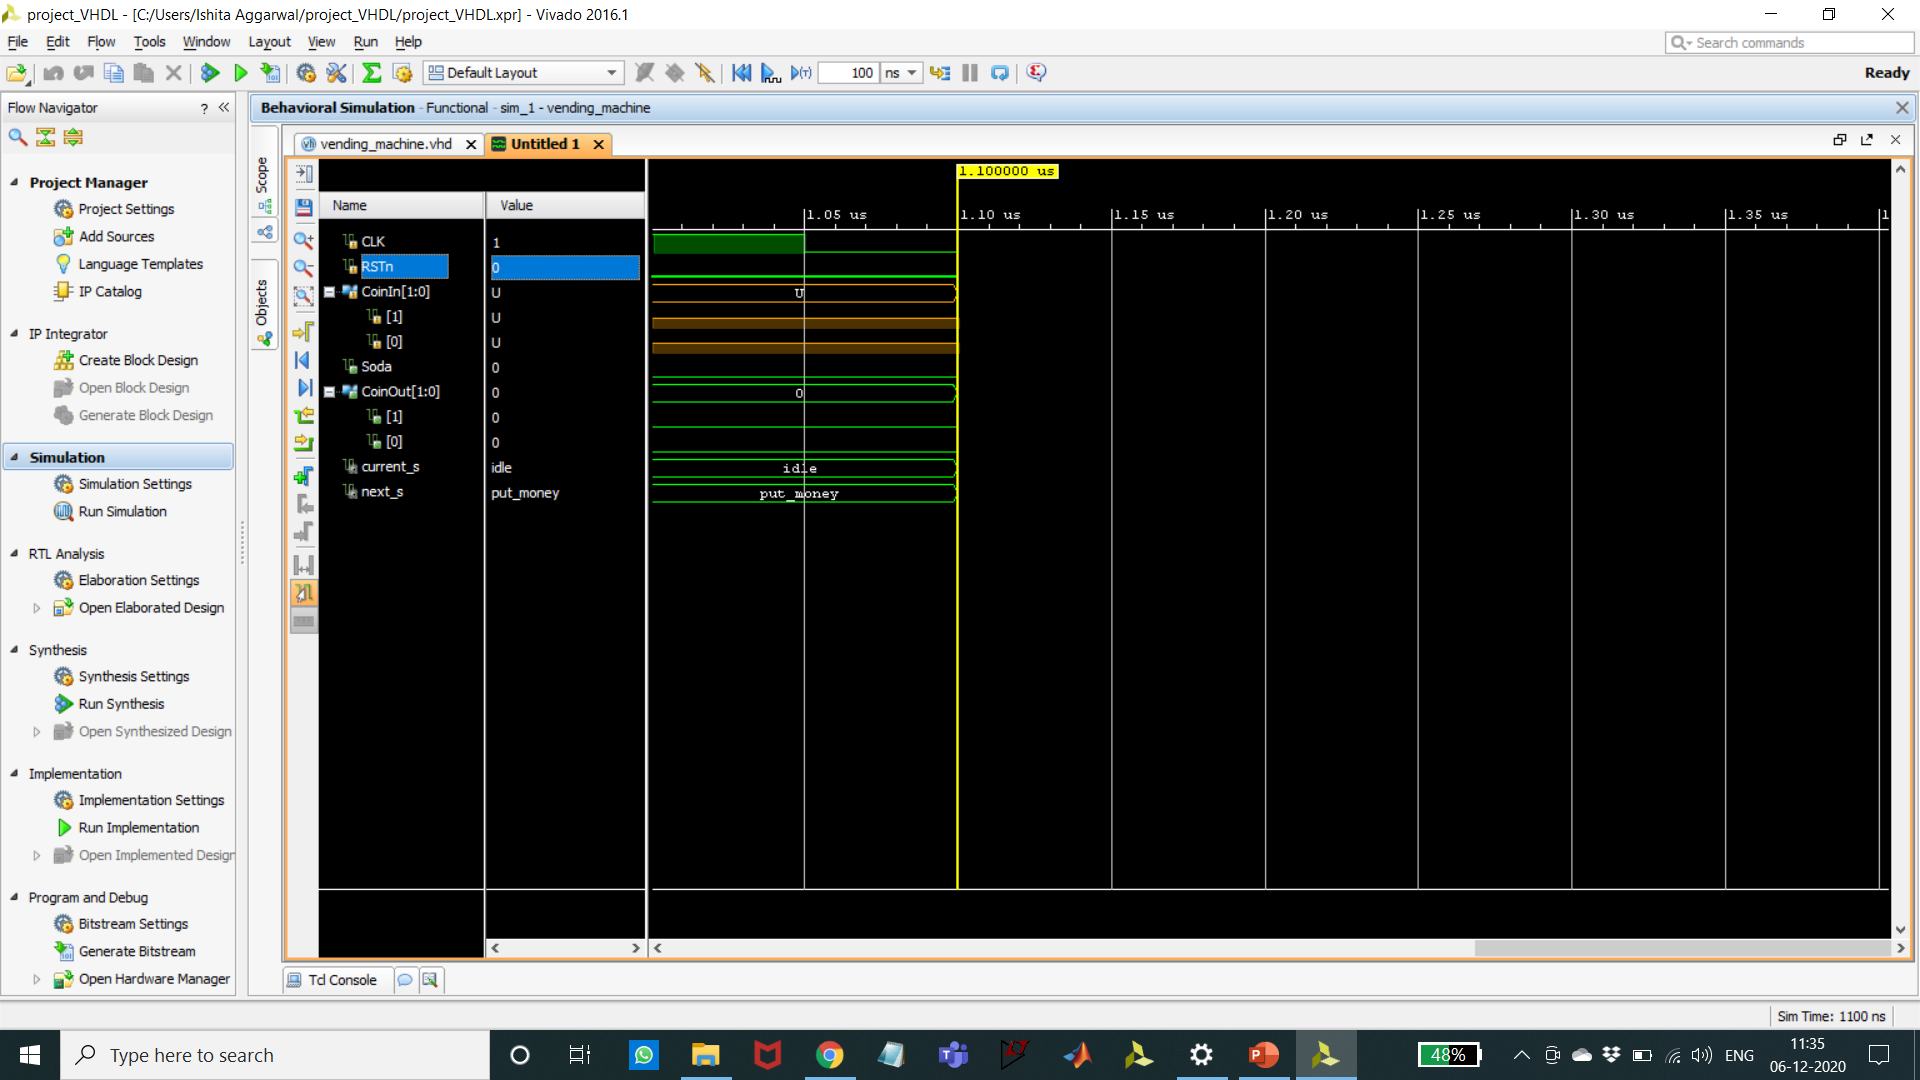 project_VHDL - [C:/Users/Ishita Aggarwal/project_VHDL/project_VHDL.xpr] - Vivado 2016.1
File Edit Flow Tools Window Layout View Run Help
Search commands
Default Layout
100 ns
Ready
Flow Navigator
Project Manager
Project Settings
Add Sources
Language Templates
IP Catalog
IP Integrator
Create Block Design
Open Block Design
Generate Block Design
Simulation
Simulation Settings
Run Simulation
RTL Analysis
Elaboration Settings
Open Elaborated Design
Synthesis
Synthesis Settings
Run Synthesis
Open Synthesized Design
Implementation
Implementation Settings
Run Implementation
Open Implemented Design
Program and Debug
Bitstream Settings
Generate Bitstream
Open Hardware Manager
Behavioral Simulation - Functional - sim_1 - vending_machine
Scope
Objects
vending_machine.vhd
Untitled 1
Name Value
CLK 1
RSTn 0
CoinIn[1:0] U
[1] U
[0] U
Soda 0
CoinOut[1:0] 0
[1] 0
[0] 0
current_s idle
next_s put_money
1.100000 us
1.05 us 1.10 us 1.15 us 1.20 us 1.25 us 1.30 us 1.35 us 1
U
0
idle
put_money
Tcl Console
Sim Time: 1100 ns
Type here to search
48%
ENG
11:35
06-12-2020